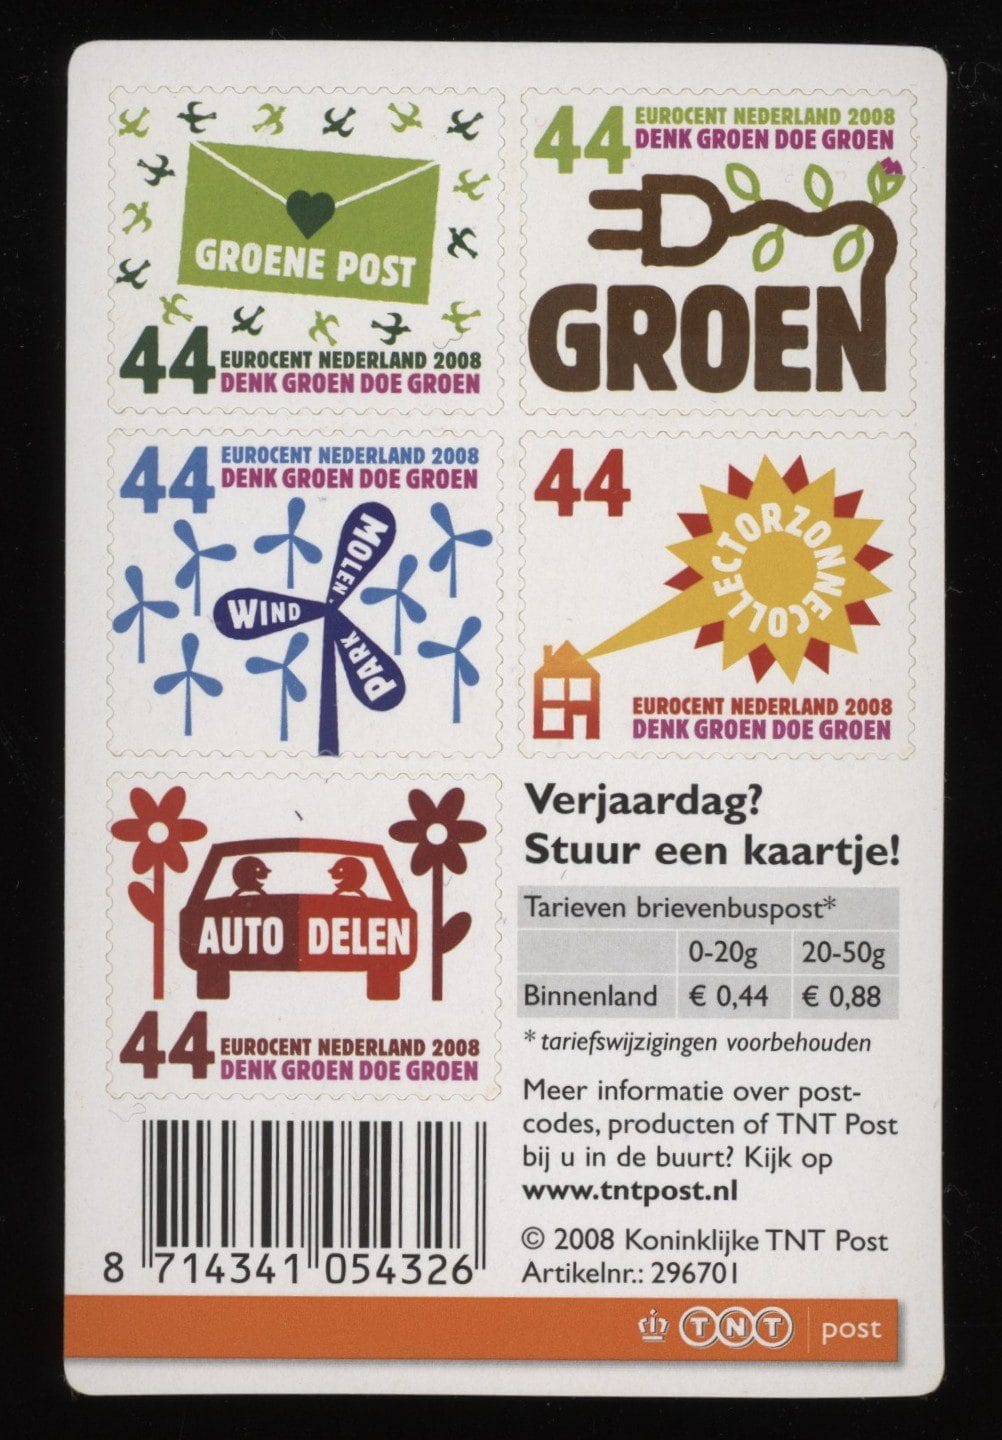 GROENE POST
44 EUROCENT NEDERLAND 2008
DENK GROEN DOE GROEN
44 EUROCENT NEDERLAND 2008
DENK GROEN DOE GROEN
GROEN
44 EUROCENT NEDERLAND 2008
DENK GROEN DOE GROEN
WIND
MOLEN-
PARK
44
ZONNECOLLECTOR
EUROCENT NEDERLAND 2008
DENK GROEN DOE GROEN
AUTO DELEN
44 EUROCENT NEDERLAND 2008
DENK GROEN DOE GROEN
Verjaardag?
Stuur een kaartje!
Tarieven brievenbuspost*
0-20g 20-50g
Binnenland € 0,44 € 0,88
* tariefswijzigingen voorbehouden
Meer informatie over post-
codes, producten of TNT Post
bij u in de buurt? Kijk op
www.tntpost.nl
© 2008 Koninklijke TNT Post
Artikelnr.: 296701
8 714341 054326
TNT post